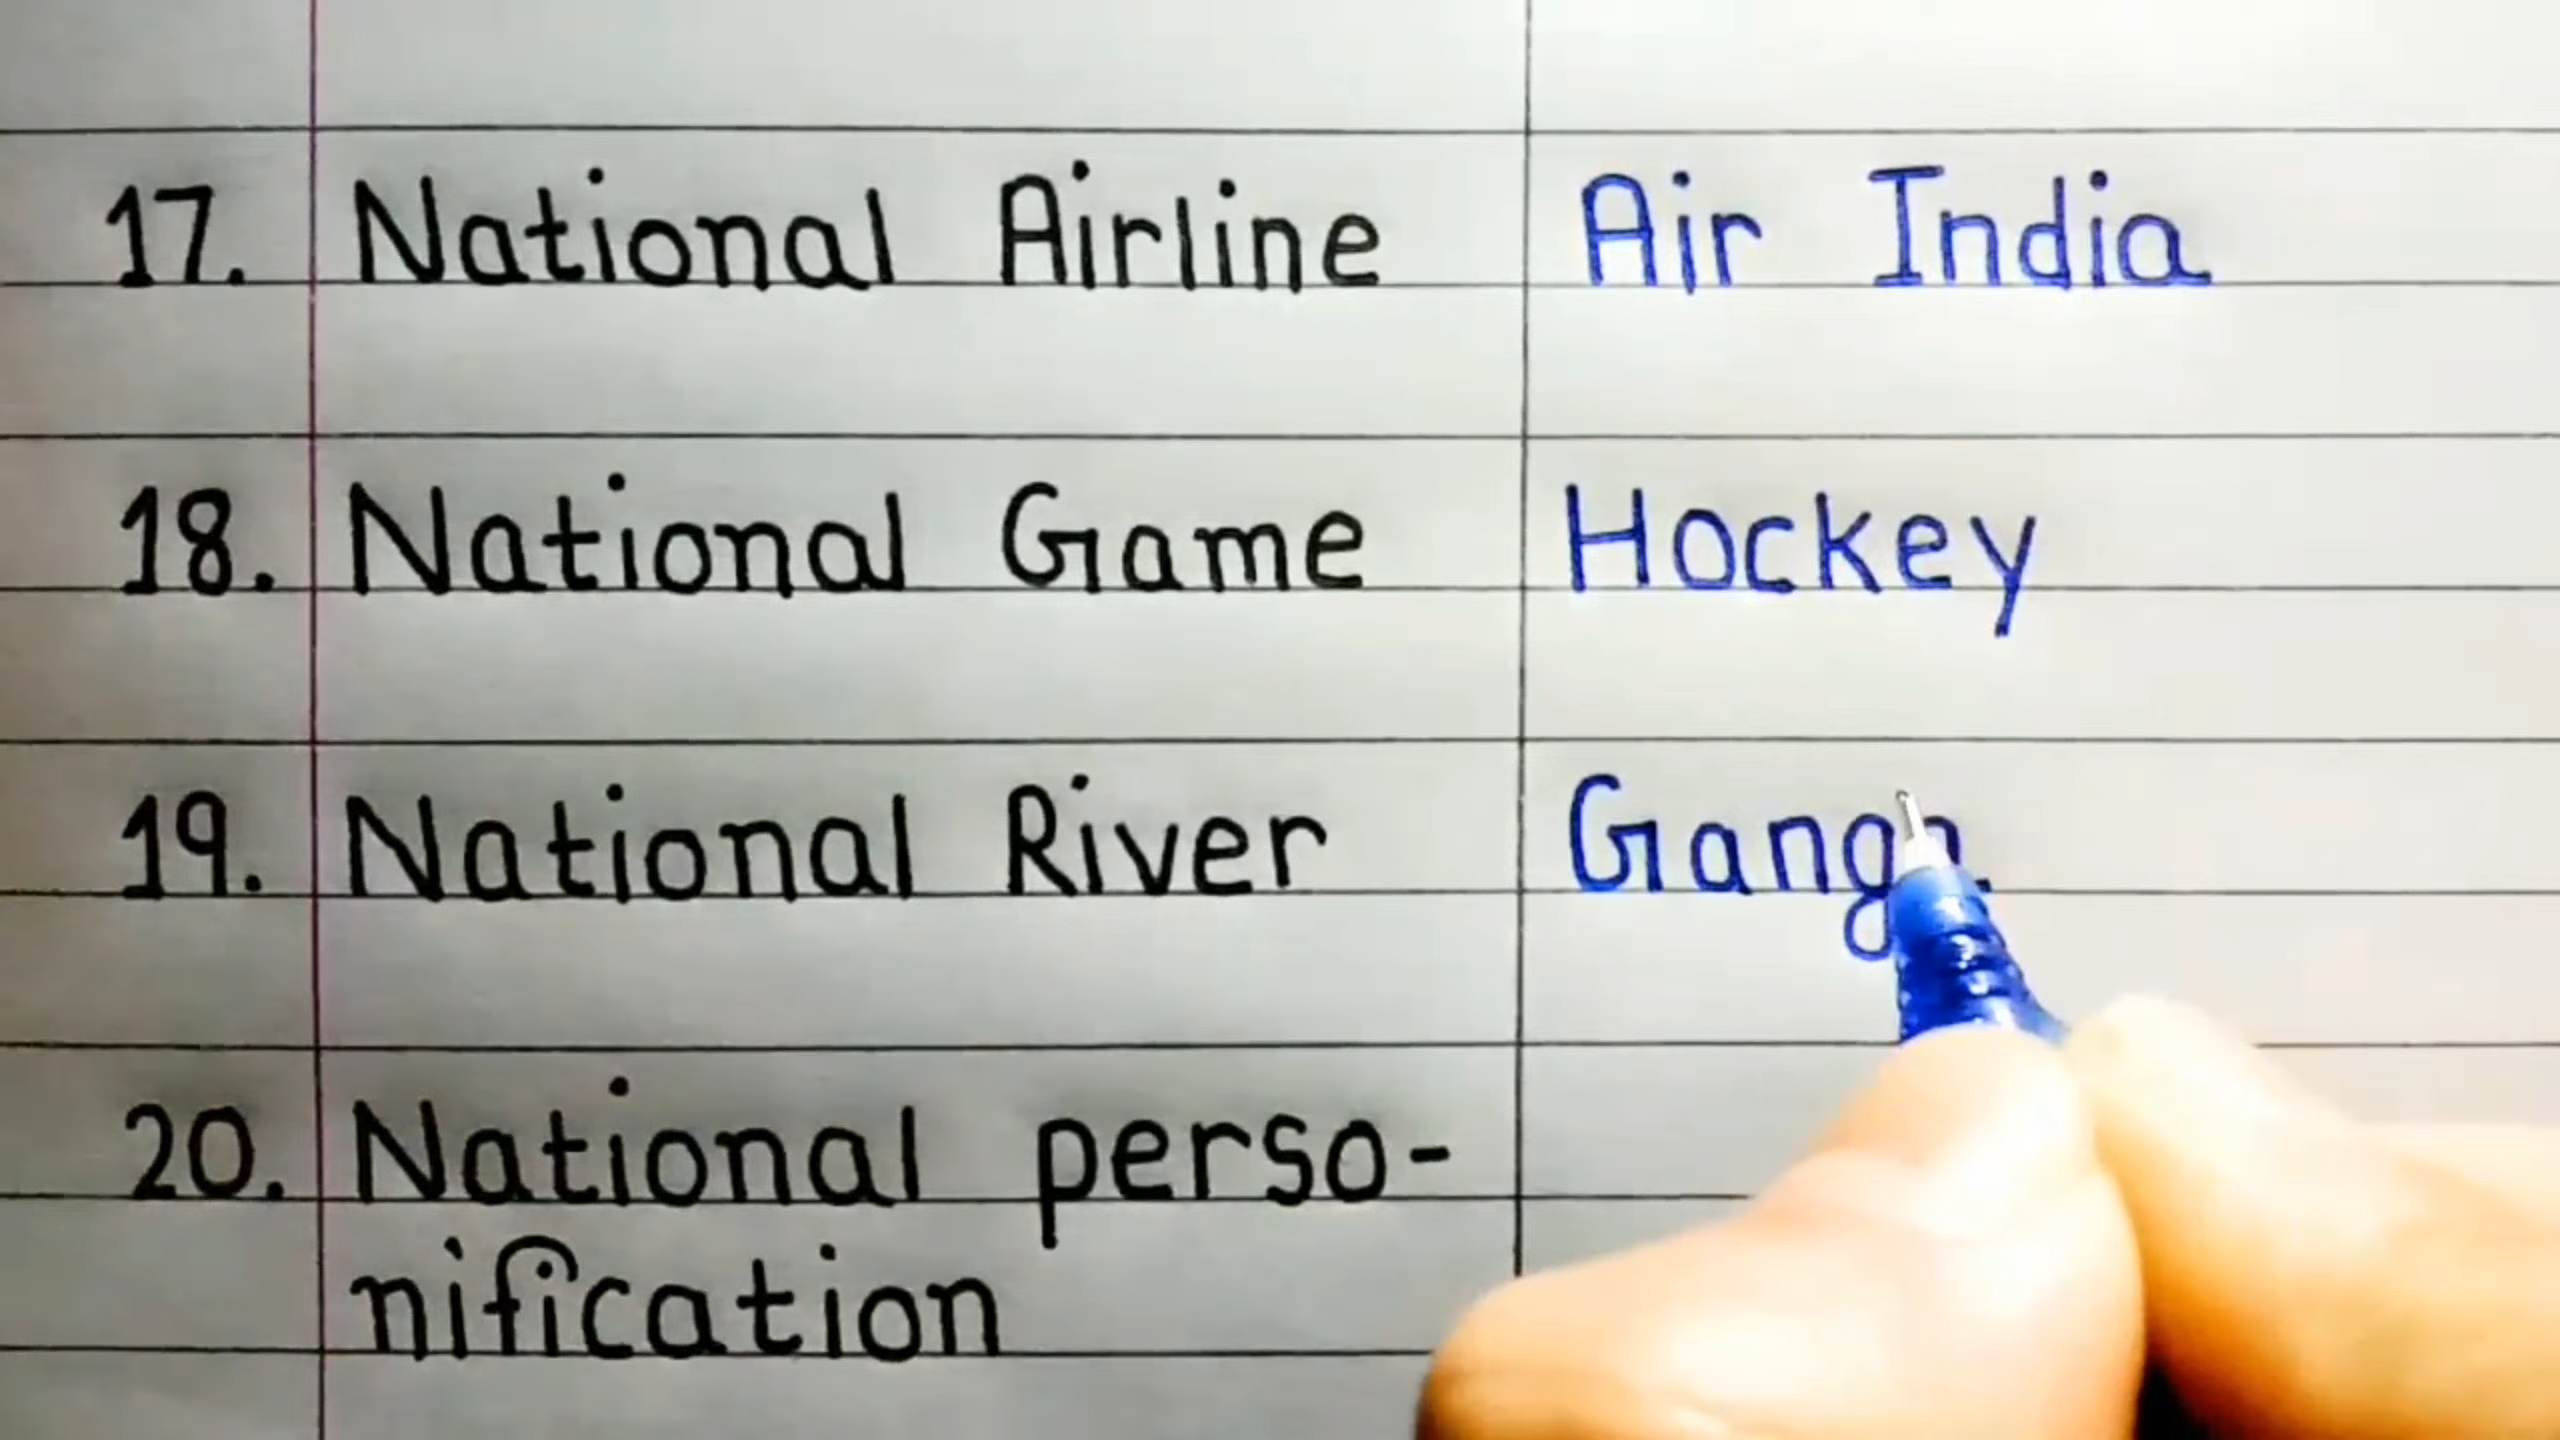 17. National Airline Air India
18. National Game Hockey
19. National River Ganga
20. National perso-
nification